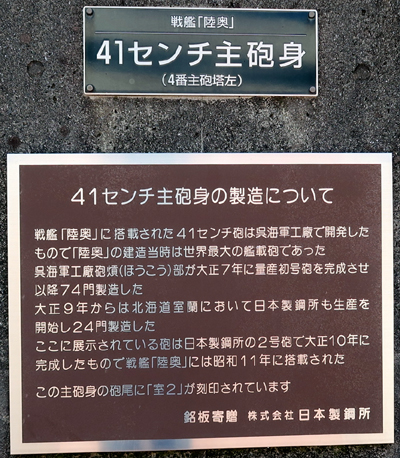 戦艦「陸奥」
41センチ主砲身
(4番主砲塔左)
41センチ主砲身の製造について
戦艦「陸奥」に搭載された41センチ砲は呉海軍工廠で開発した
もので「陸奥」の建造当時は世界最大の艦載砲であった
呉海軍工廠砲熕(ほうこう)部が大正7年に量産初号砲を完成させ
以降74門製造した
大正9年からは北海道室蘭において日本製鋼所も生産を
開始し24門製造した
ここに展示されている砲は日本製鋼所の2号砲で大正10年に
完成したもので戦艦「陸奥」には昭和11年に搭載された
この主砲身の砲尾に「室2」が刻印されています
銘板寄贈 株式会社日本製鋼所